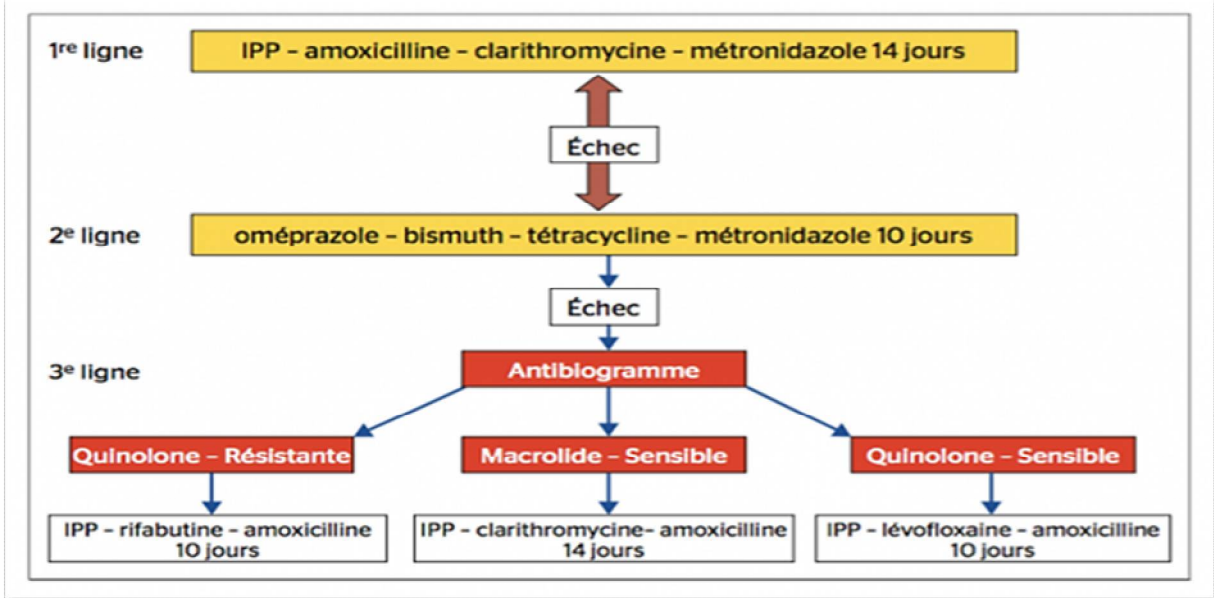 1re ligne
IPP – amoxicilline – clarithromycine – métronidazole 14 jours
Échec
2e ligne
oméprazole – bismuth – tétracycline – métronidazole 10 jours
Échec
3e ligne
Antibiogramme
Quinolone – Résistante
Macrolide – Sensible
Quinolone – Sensible
IPP – rifabutine – amoxicilline
10 jours
IPP – clarithromycine– amoxicilline
14 jours
IPP – lévofloxaine – amoxicilline
10 jours